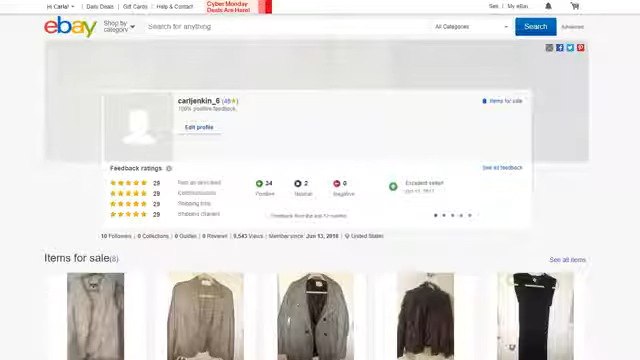 Hi Carla! Daily Deals Gift Cards Help & Contact
Cyber Monday
Deals Are Here!
Sell My eBay
ebay
Shop by
category
Search for anything
All Categories
Search
Advanced
carljenkin_6 (46)
100% positive feedback
Items for sale
Edit profile
Feedback ratings
See all feedback
29 Item as described
29 Communication
29 Shipping time
29 Shipping charges
34
Positive
2
Neutral
0
Negative
Feedback from the last 12 months
Excellent seller!
10 Followers | 0 Collections | 0 Guides | 0 Reviews | 9,543 Views | Member since: Jun 13, 2010 | United States
Items for sale(8)
See all items